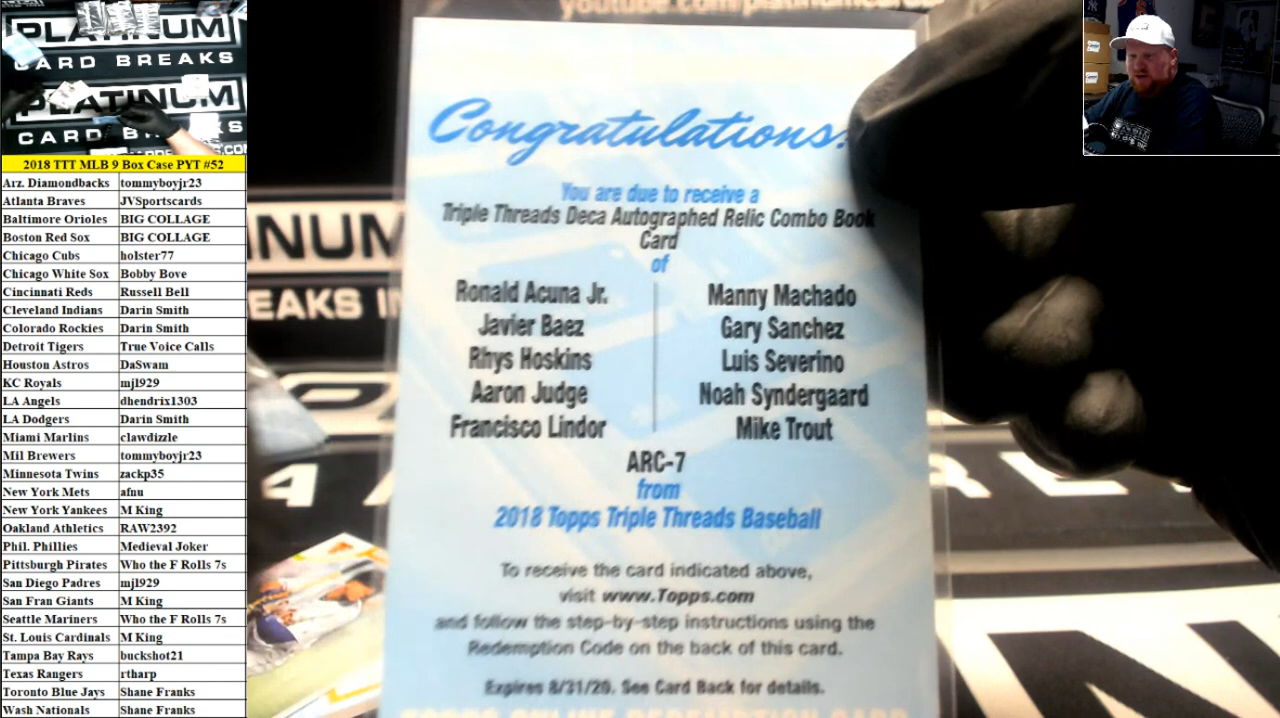 PLATINUM
CARD BREAKS
PLATINUM
CARD BREAKS
2018 TTT MLB 9 Box Case PYT #52
Arz. Diamondbacks tommyboyjr23
Atlanta Braves JVSportscards
Baltimore Orioles BIG COLLAGE
Boston Red Sox BIG COLLAGE
Chicago Cubs holster77
Chicago White Sox Bobby Bove
Cincinnati Reds Russell Bell
Cleveland Indians Darin Smith
Colorado Rockies Darin Smith
Detroit Tigers True Voice Calls
Houston Astros DaSwam
KC Royals mjl929
LA Angels dhendrix1303
LA Dodgers Darin Smith
Miami Marlins clawdizzle
Mil Brewers tommyboyjr23
Minnesota Twins zackp35
New York Mets afnu
New York Yankees M King
Oakland Athletics RAW2392
Phil. Phillies Medieval Joker
Pittsburgh Pirates Who the F Rolls 7s
San Diego Padres mjl929
San Fran Giants M King
Seattle Mariners Who the F Rolls 7s
St. Louis Cardinals M King
Tampa Bay Rays buckshot21
Texas Rangers rtharp
Toronto Blue Jays Shane Franks
Wash Nationals Shane Franks
Congratulations!
You are due to receive a
Triple Threads Deca Autographed Relic Combo Book
Card
of
Ronald Acuna Jr. Manny Machado
Javier Baez Gary Sanchez
Rhys Hoskins Luis Severino
Aaron Judge Noah Syndergaard
Francisco Lindor Mike Trout
ARC-7
from
2018 Topps Triple Threads Baseball
To receive the card indicated above,
visit www.Topps.com
and follow the step-by-step instructions using the
Redemption Code on the back of this card.
Expires 8/31/20. See Card Back for details.